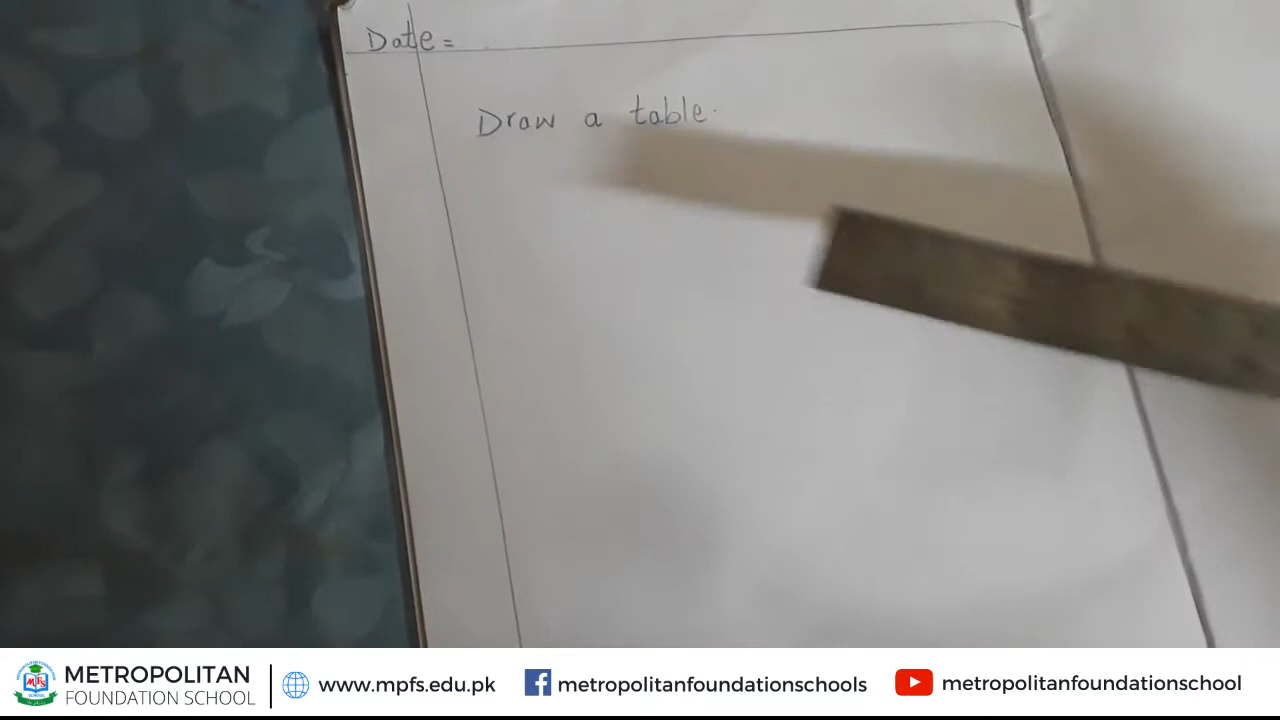 Date =
Draw a table.
METROPOLITAN
FOUNDATION SCHOOL
www.mpfs.edu.pk
metropolitanfoundationschools
metropolitanfoundationschool